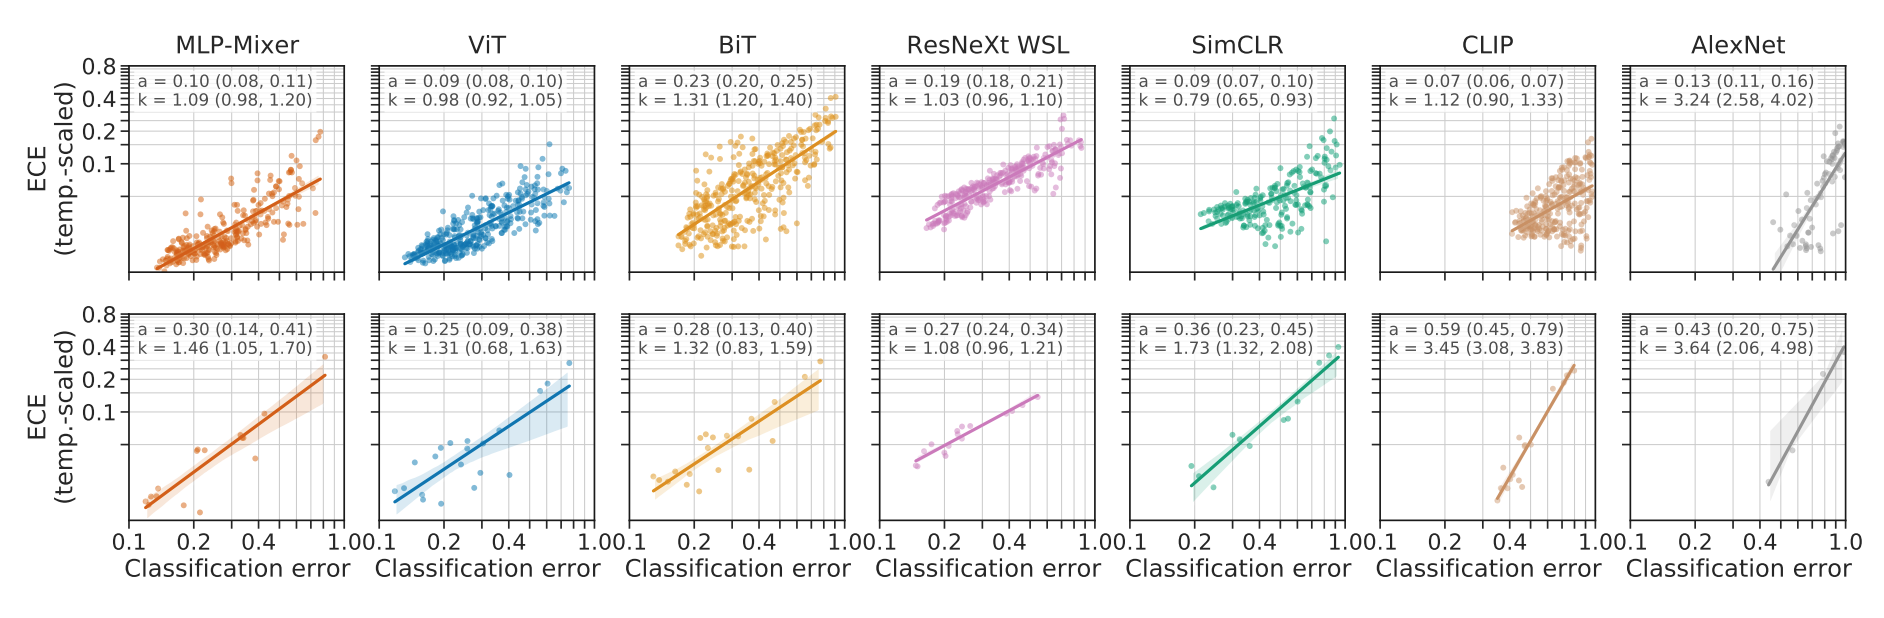 MLP-Mixer ViT BiT ResNeXt WSL SimCLR CLIP AlexNet
ECE
(temp.-scaled)
0.8
0.4
0.2
0.1
a = 0.10 (0.08, 0.11)
k = 1.09 (0.98, 1.20)
a = 0.09 (0.08, 0.10)
k = 0.98 (0.92, 1.05)
a = 0.23 (0.20, 0.25)
k = 1.31 (1.20, 1.40)
a = 0.19 (0.18, 0.21)
k = 1.03 (0.96, 1.10)
a = 0.09 (0.07, 0.10)
k = 0.79 (0.65, 0.93)
a = 0.07 (0.06, 0.07)
k = 1.12 (0.90, 1.33)
a = 0.13 (0.11, 0.16)
k = 3.24 (2.58, 4.02)
ECE
(temp.-scaled)
0.8
0.4
0.2
0.1
a = 0.30 (0.14, 0.41)
k = 1.46 (1.05, 1.70)
a = 0.25 (0.09, 0.38)
k = 1.31 (0.68, 1.63)
a = 0.28 (0.13, 0.40)
k = 1.32 (0.83, 1.59)
a = 0.27 (0.24, 0.34)
k = 1.08 (0.96, 1.21)
a = 0.36 (0.23, 0.45)
k = 1.73 (1.32, 2.08)
a = 0.59 (0.45, 0.79)
k = 3.45 (3.08, 3.83)
a = 0.43 (0.20, 0.75)
k = 3.64 (2.06, 4.98)
0.1 0.2 0.4 1.0 0.1 0.2 0.4 1.0 0.1 0.2 0.4 1.0 0.1 0.2 0.4 1.0 0.1 0.2 0.4 1.0 0.1 0.2 0.4 1.0 0.1 0.2 0.4 1.0
Classification error Classification error Classification error Classification error Classification error Classification error Classification error